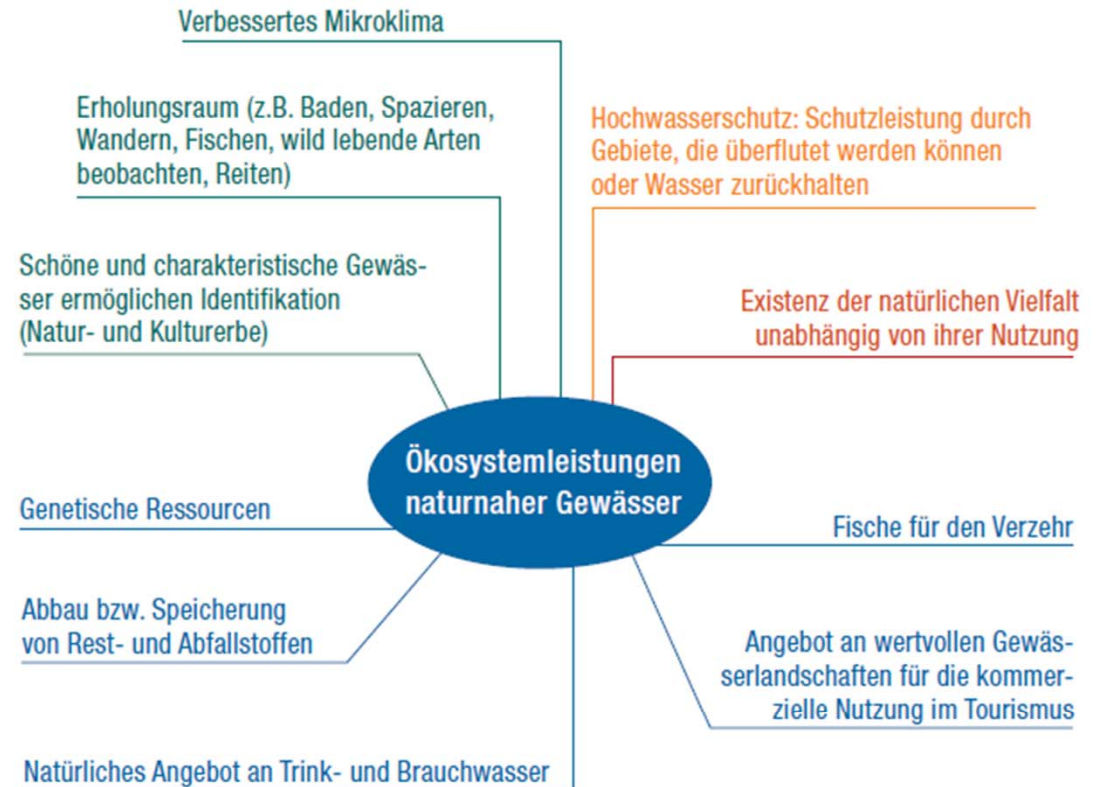 Verbessertes Mikroklima
Erholungsraum (z.B. Baden, Spazieren,
Wandern, Fischen, wild lebende Arten
beobachten, Reiten)
Hochwasserschutz: Schutzleistung durch
Gebiete, die überflutet werden können
oder Wasser zurückhalten
Schöne und charakteristische Gewäs-
ser ermöglichen Identifikation
(Natur- und Kulturerbe)
Existenz der natürlichen Vielfalt
unabhängig von ihrer Nutzung
Ökosystemleistungen
naturnaher Gewässer
Genetische Ressourcen
Fische für den Verzehr
Abbau bzw. Speicherung
von Rest- und Abfallstoffen
Angebot an wertvollen Gewäs-
serlandschaften für die kommer-
zielle Nutzung im Tourismus
Natürliches Angebot an Trink- und Brauchwasser